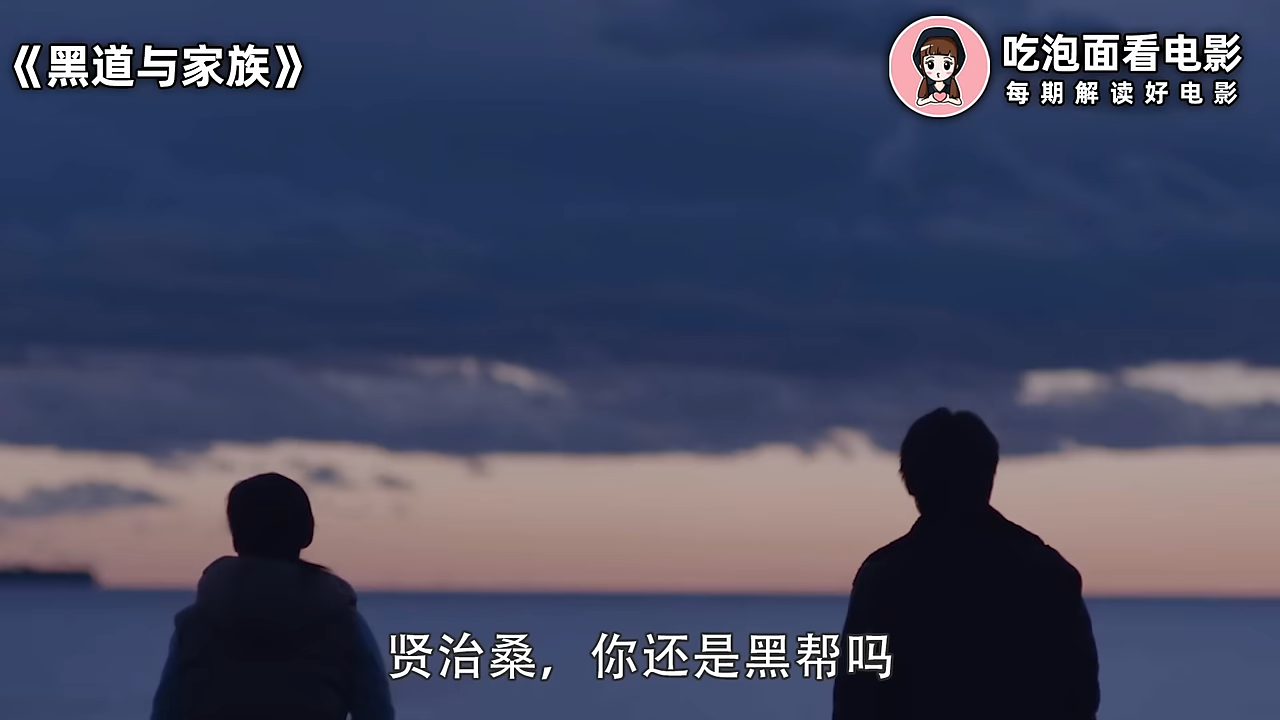 《黑道与家族》
吃泡面看电影
每期解读好电影
贤治桑，你还是黑帮吗